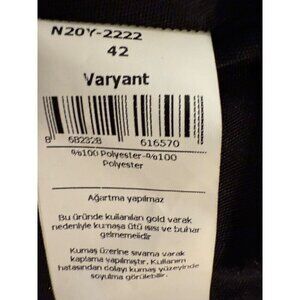 N20Y-2222
42
Varyant
8 682328 616570
%100 Polyester-%100
Polyester
Ağartma yapılmaz
Bu üründe kullanılan gold varak
nedeniyle kumaşa ütü ısısı ve buhar
gelmemelidir
Kumaş üzerine sıvama varak
kaplama yapılmıştır. Kullanım
hatasından dolayı kumaş yüzeyinde
soyulma görülebilir.